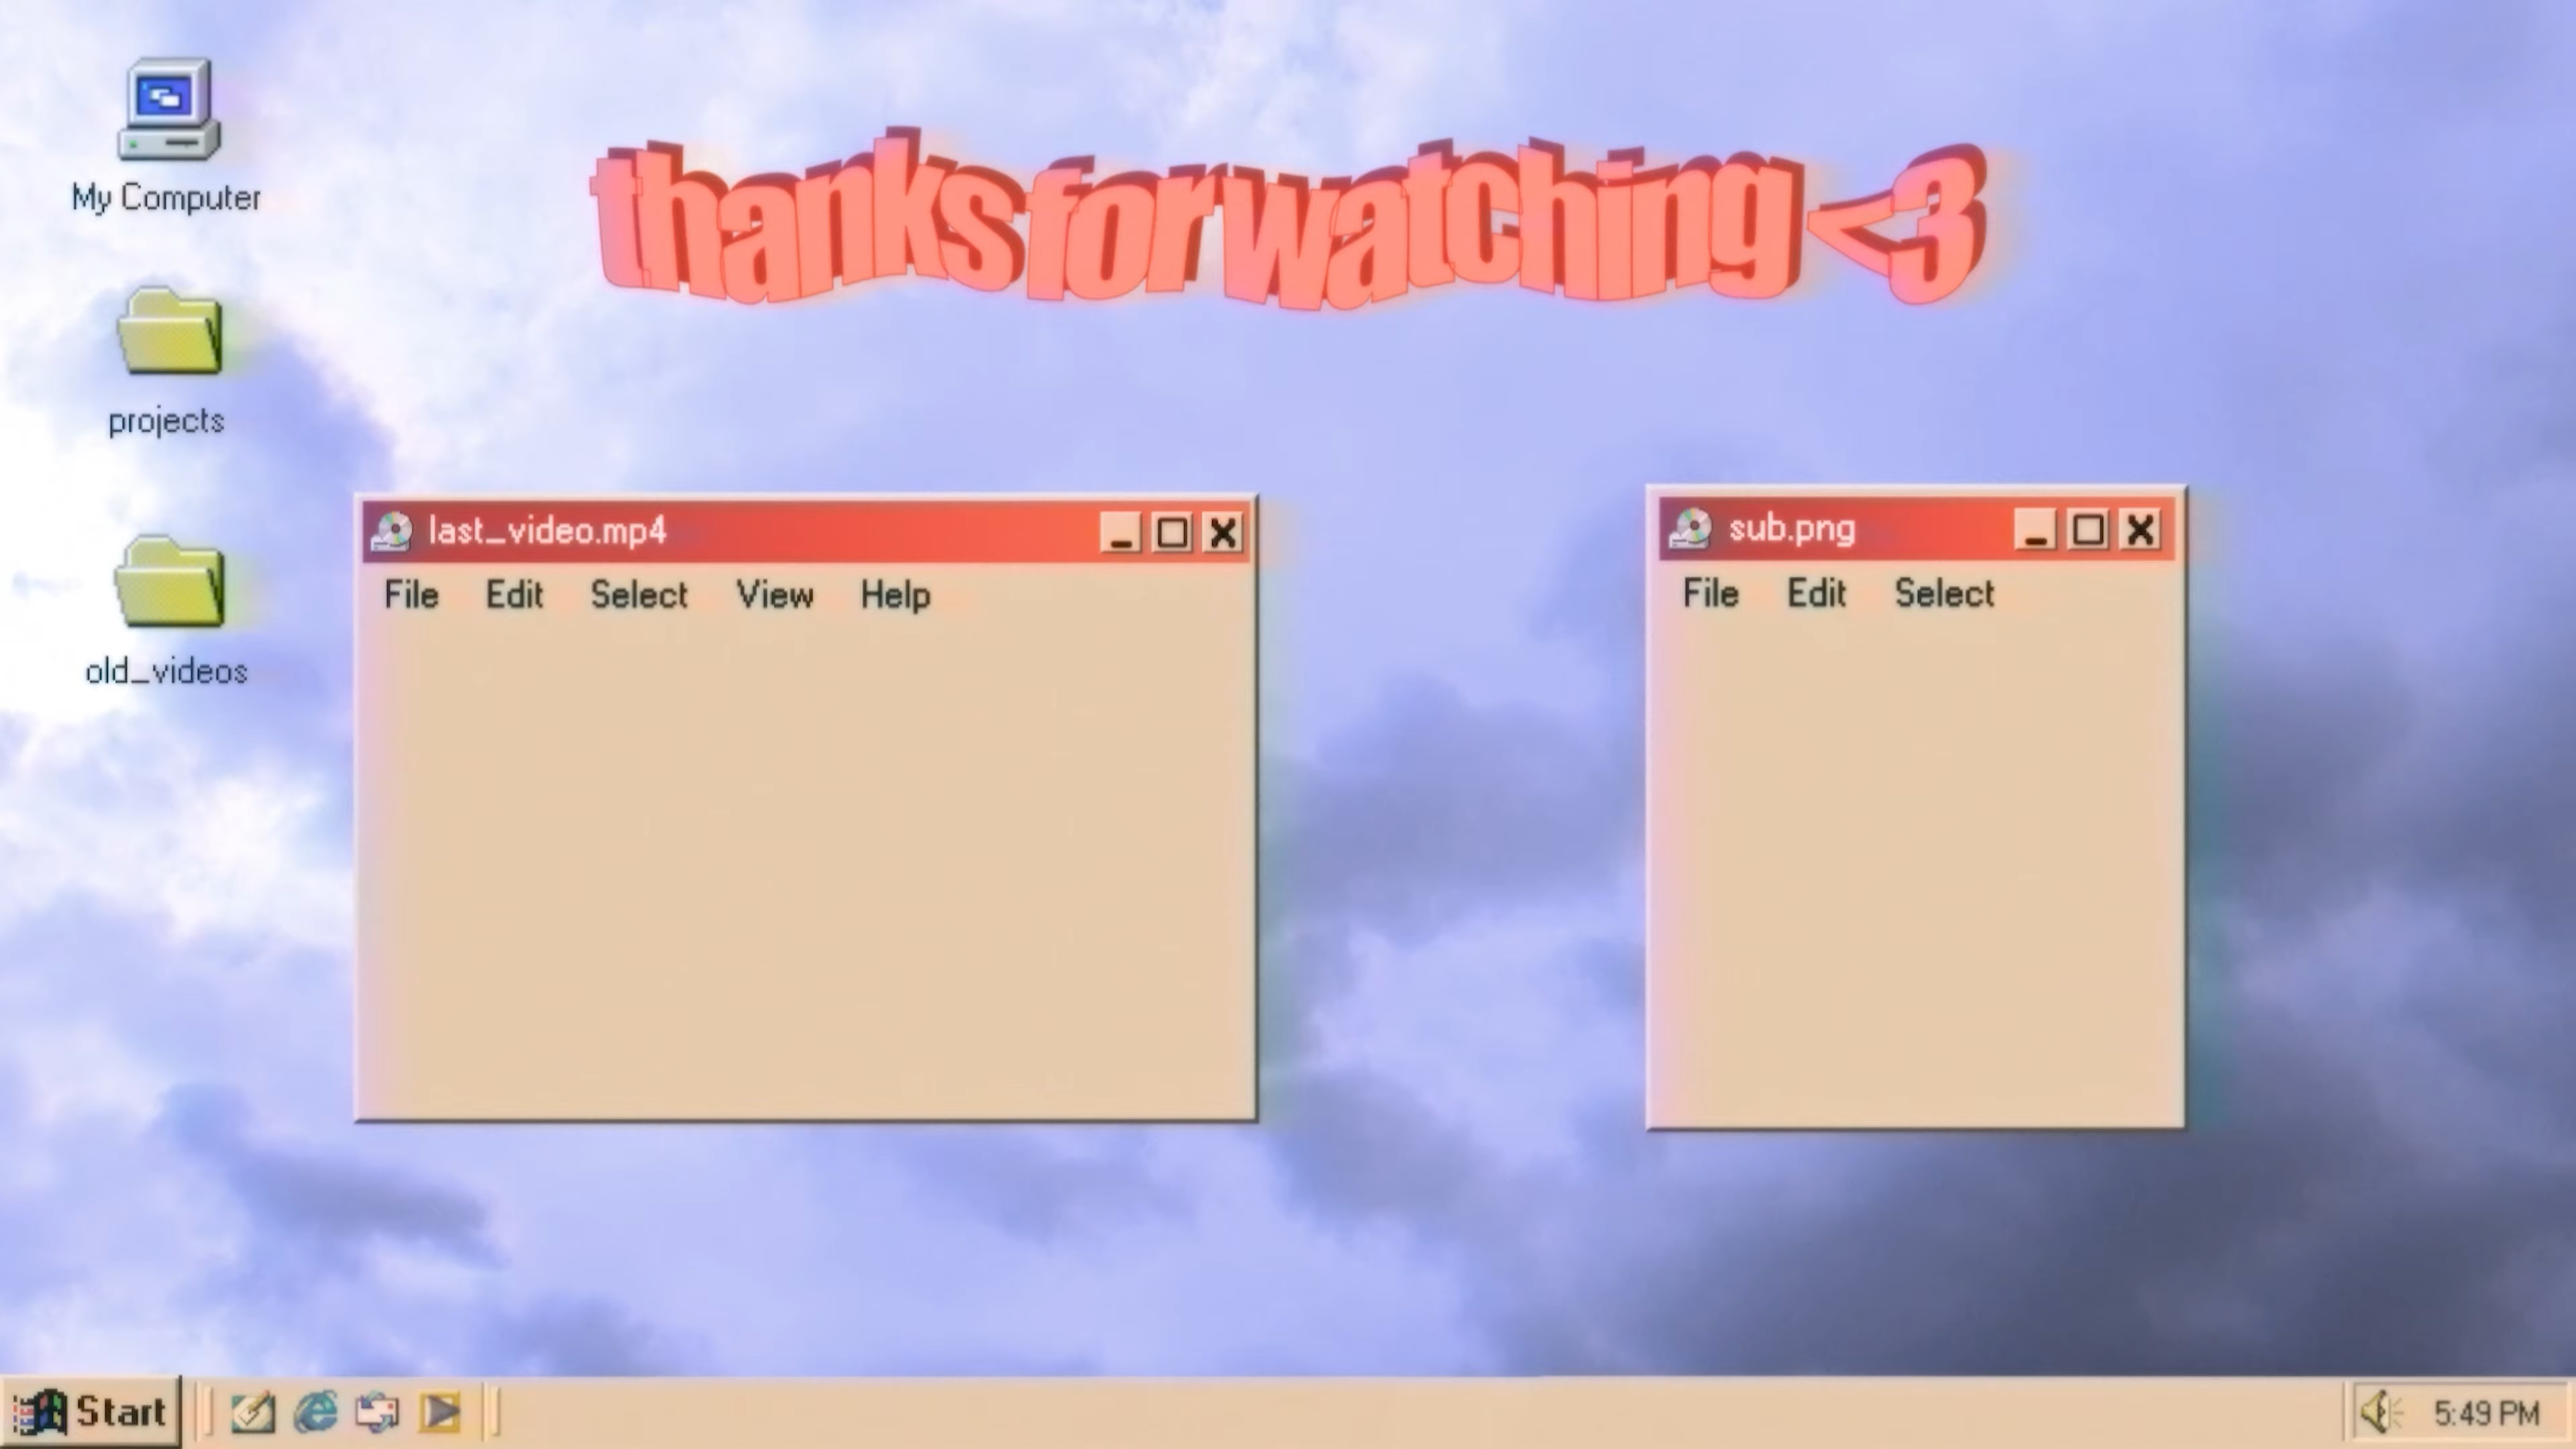 My Computer
thanks for watching <3
projects
old_videos
last_video.mp4
File Edit Select View Help
sub.png
File Edit Select
Start
5:49 PM